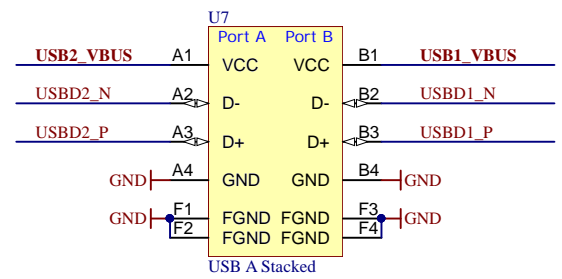 U7
Port A Port B
USB2_VBUS A1 VCC VCC B1 USB1_VBUS
USBD2_N A2 D- D- B2 USBD1_N
USBD2_P A3 D+ D+ B3 USBD1_P
GND A4 GND GND B4 GND
GND F1 FGND FGND F3 GND
F2 FGND FGND F4
USB A Stacked